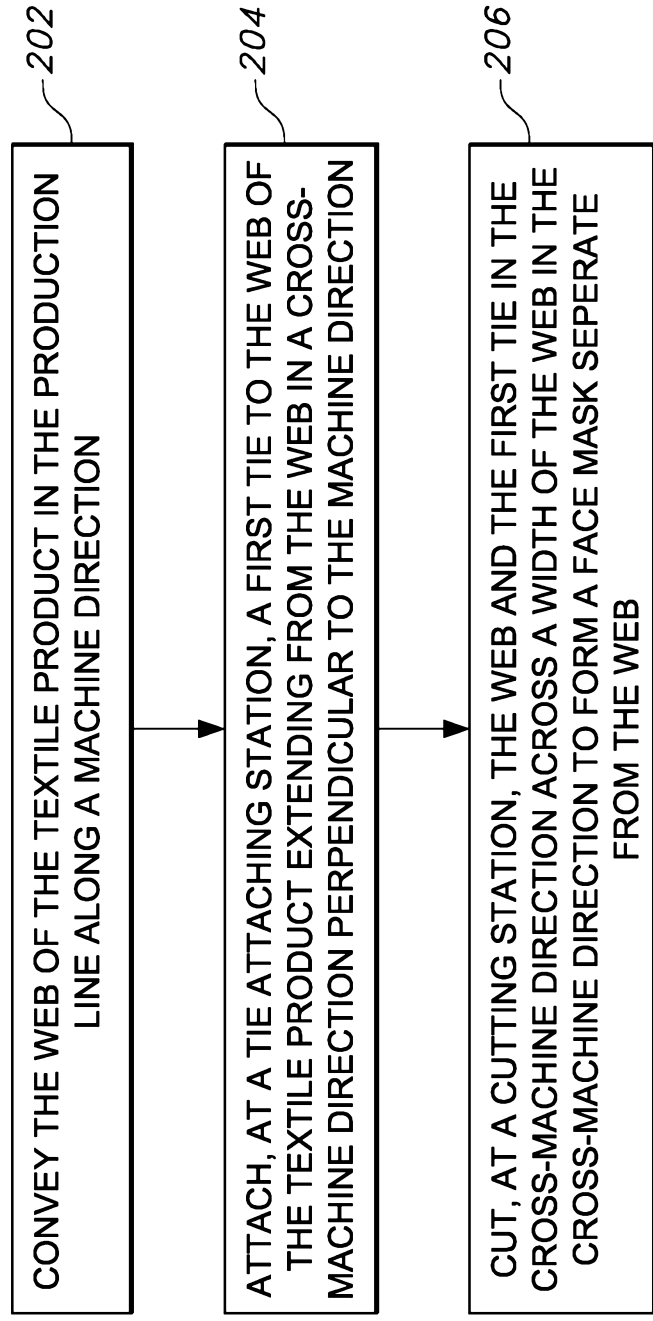 CONVEY THE WEB OF THE TEXTILE PRODUCT IN THE PRODUCTION
LINE ALONG A MACHINE DIRECTION
202
ATTACH, AT A TIE ATTACHING STATION, A FIRST TIE TO THE WEB OF
THE TEXTILE PRODUCT EXTENDING FROM THE WEB IN A CROSS-
MACHINE DIRECTION PERPENDICULAR TO THE MACHINE DIRECTION
204
CUT, AT A CUTTING STATION, THE WEB AND THE FIRST TIE IN THE
CROSS-MACHINE DIRECTION ACROSS A WIDTH OF THE WEB IN THE
CROSS-MACHINE DIRECTION TO FORM A FACE MASK SEPERATE
FROM THE WEB
206